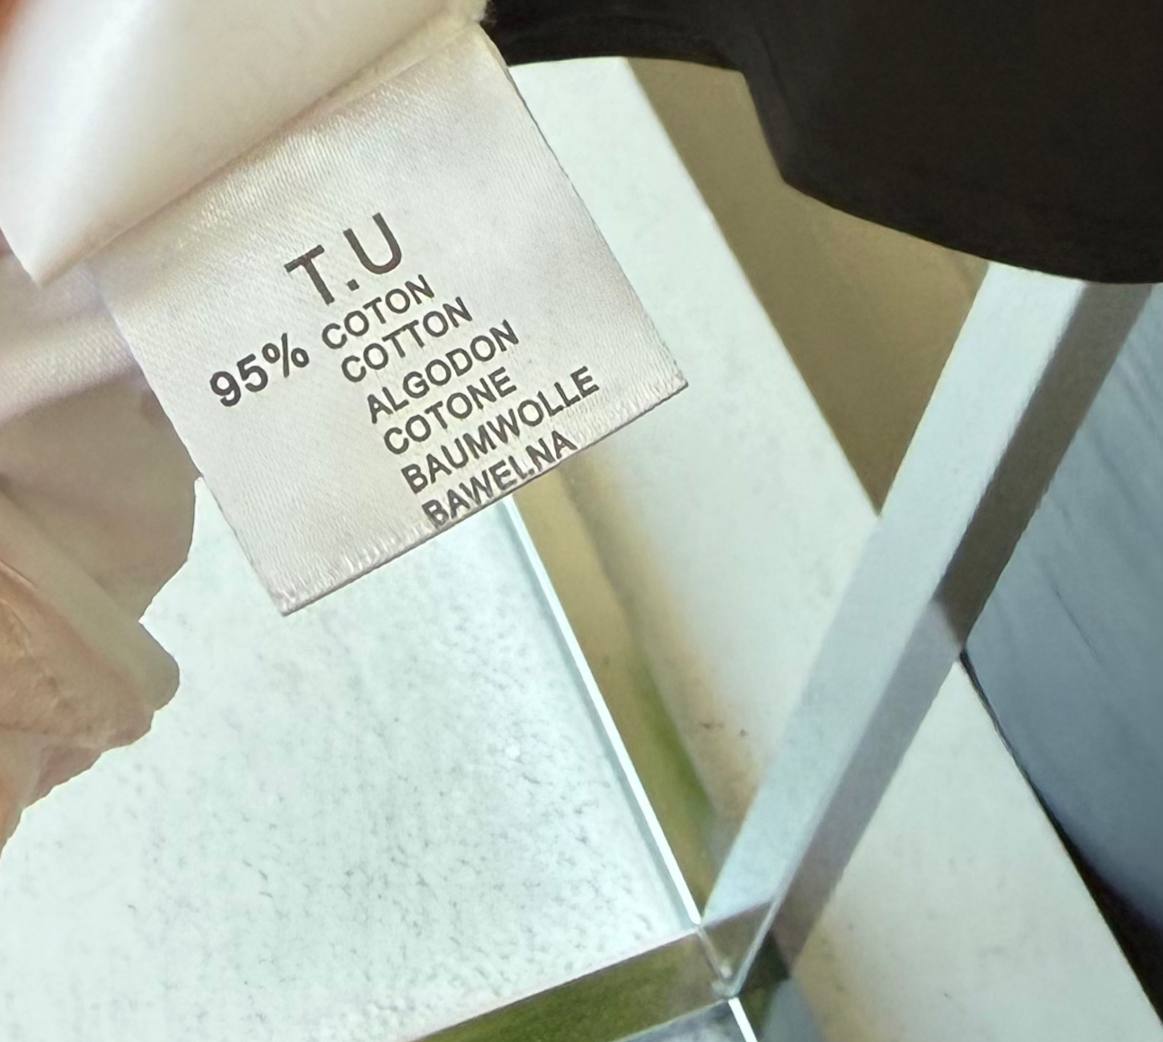 T.U
95% COTON
COTTON
ALGODON
COTONE
BAUMWOLLE
BAWELNA